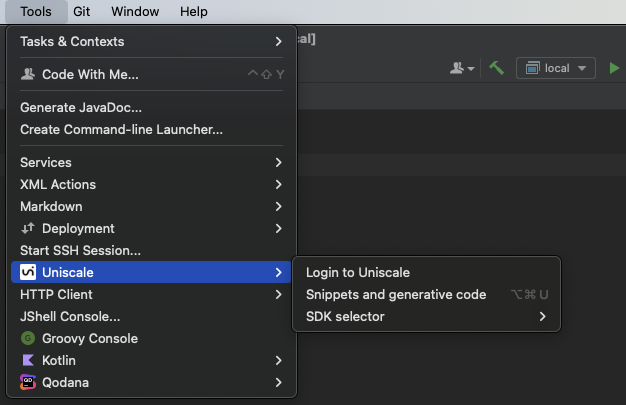 Tools Git Window Help
cal]
Tasks & Contexts
Code With Me... ^⇧Y
local
Generate JavaDoc...
Create Command-line Launcher...
Services
XML Actions
Markdown
Deployment
Start SSH Session...
Uniscale
HTTP Client
JShell Console...
Groovy Console
Kotlin
Qodana
Login to Uniscale
Snippets and generative code ⌥⌘U
SDK selector